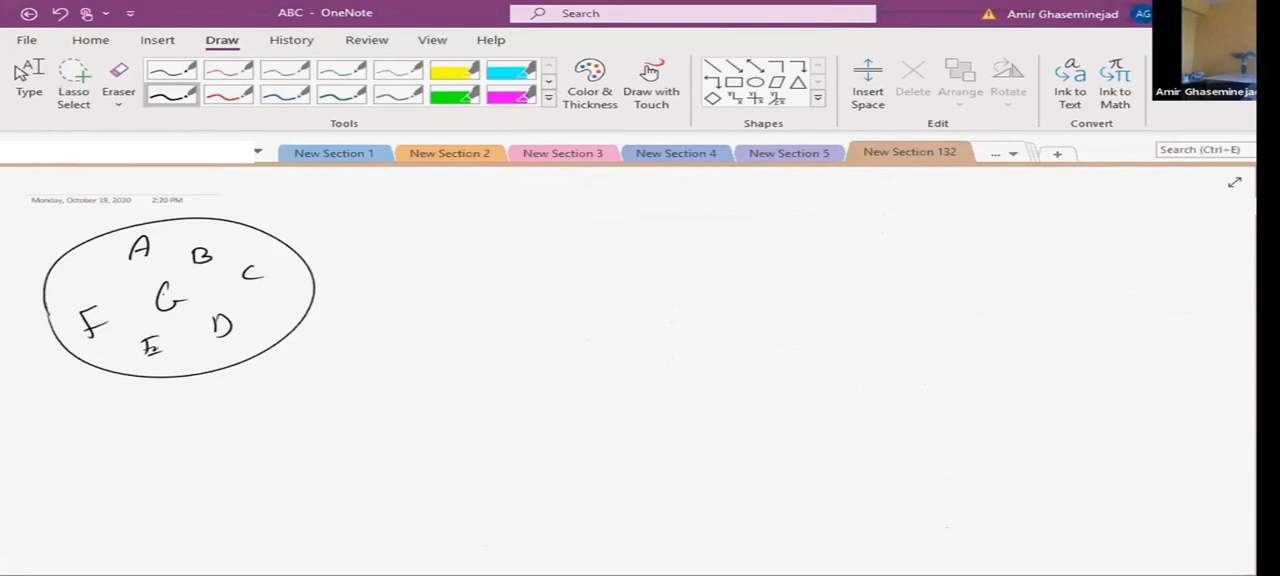 ABC - OneNote
Search
Amir Ghaseminejad
AG
File
Home
Insert
Draw
History
Review
View
Help
Type
Lasso
Select
Eraser
Color &
Thickness
Draw with
Touch
Insert
Space
Delete
Arrange
Rotate
Ink to
Text
Ink to
Math
Amir Ghaseminejad
Tools
Shapes
Edit
Convert
New Section 1
New Section 2
New Section 3
New Section 4
New Section 5
New Section 132
...
Search (Ctrl+E)
Monday, October 19, 2020
2:20 PM
A B C
G
F D
E